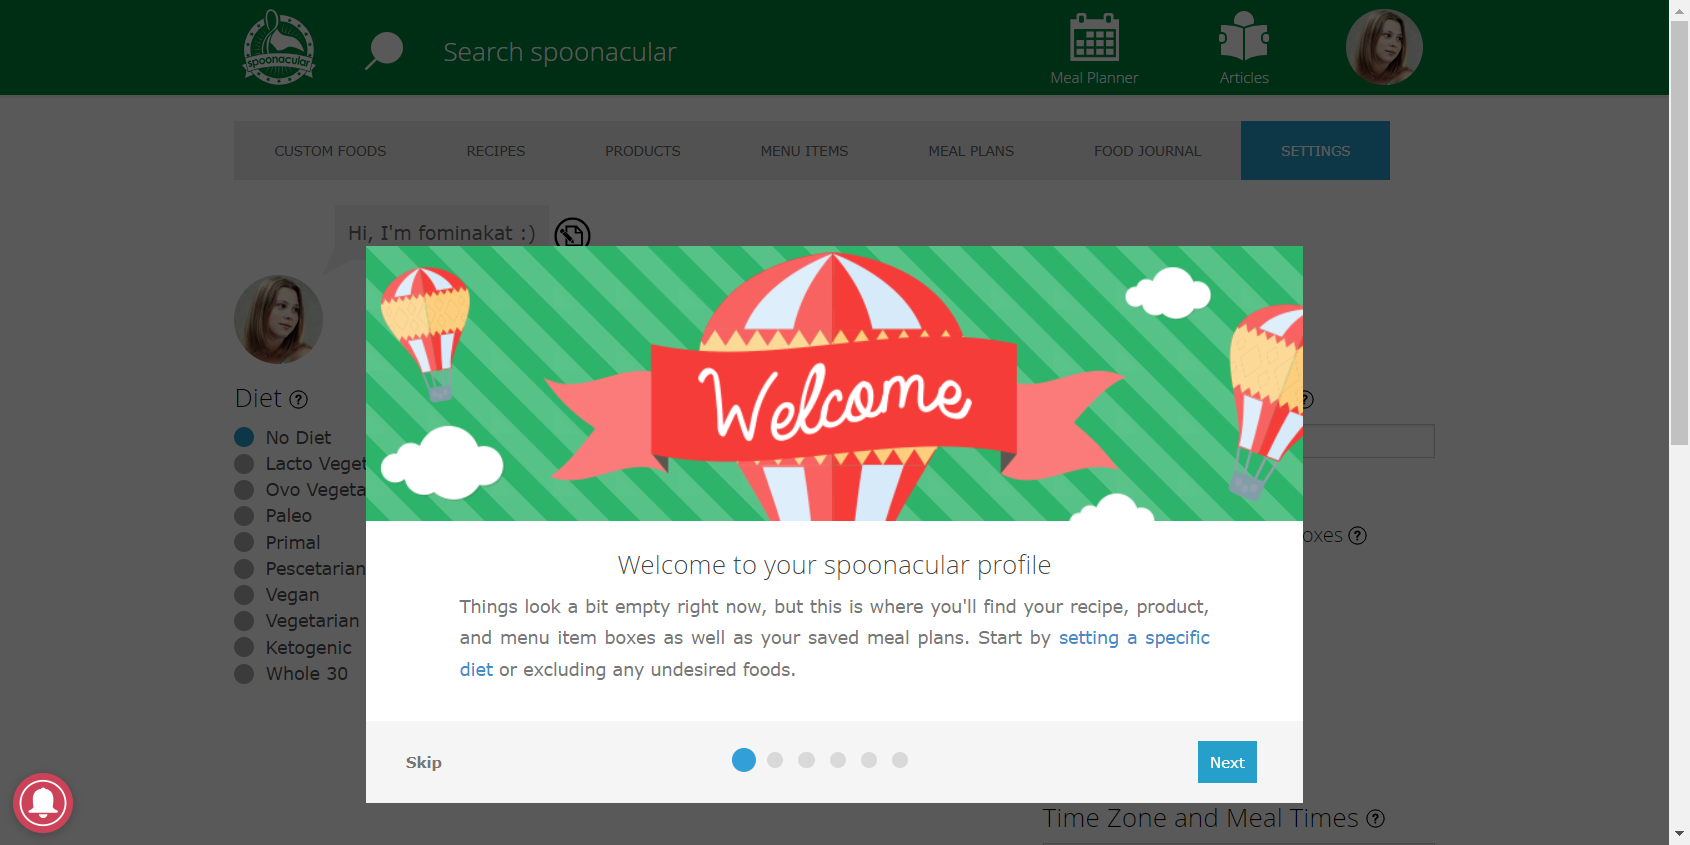 spoonacular
Search spoonacular
Meal Planner
Articles
CUSTOM FOODS
RECIPES
PRODUCTS
MENU ITEMS
MEAL PLANS
FOOD JOURNAL
SETTINGS
Hi, I'm fominakat :)
Diet ?
No Diet
Lacto Veget
Ovo Vegeta
Paleo
Primal
Pescetarian
Vegan
Vegetarian
Ketogenic
Whole 30
Welcome
Welcome to your spoonacular profile
Things look a bit empty right now, but this is where you'll find your recipe, product,
and menu item boxes as well as your saved meal plans. Start by setting a specific
diet or excluding any undesired foods.
Skip
Next
?
oxes ?
Time Zone and Meal Times ?